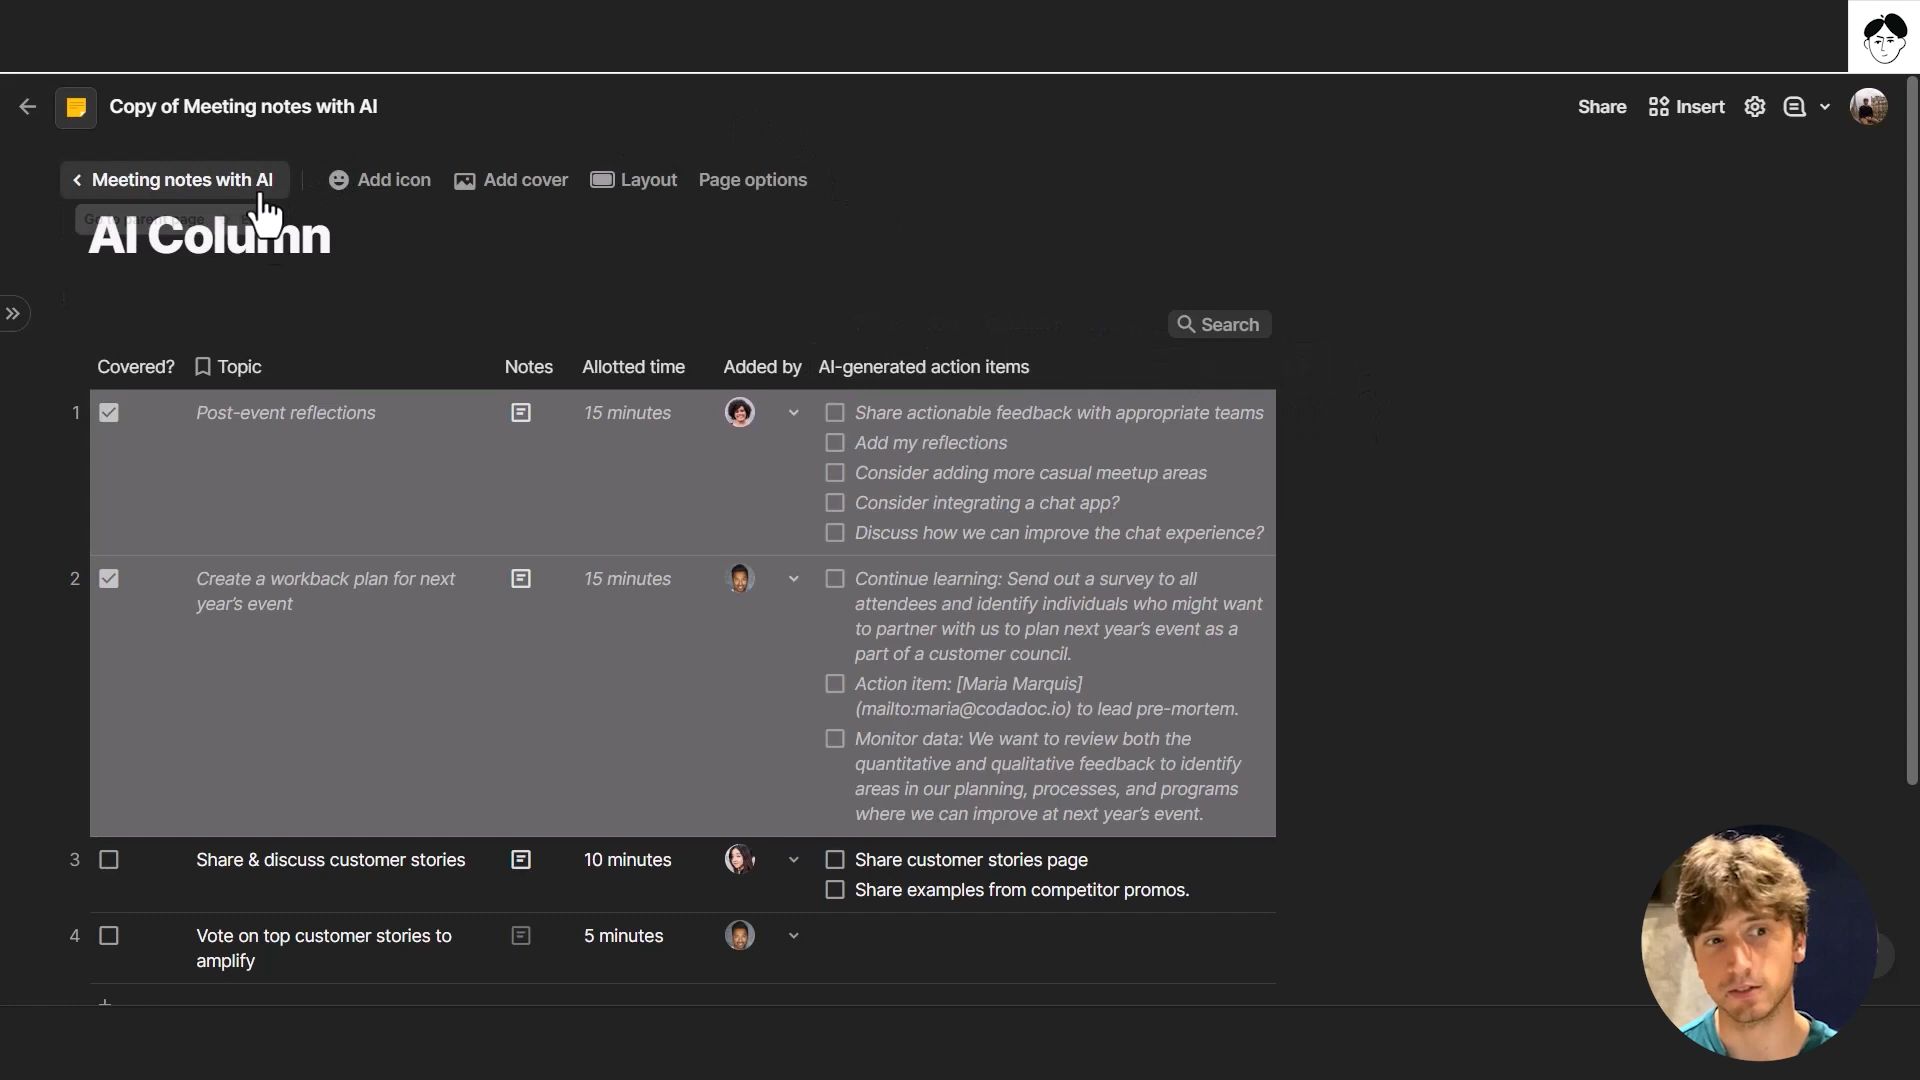 Copy of Meeting notes with AI
Share
Insert
Meeting notes with AI
Add icon
Add cover
Layout
Page options
Go to parent page
AI Column
Search
Covered?
Topic
Notes
Allotted time
Added by
AI-generated action items
1
Post-event reflections
15 minutes
Share actionable feedback with appropriate teams
Add my reflections
Consider adding more casual meetup areas
Consider integrating a chat app?
Discuss how we can improve the chat experience?
2
Create a workback plan for next
year's event
15 minutes
Continue learning: Send out a survey to all
attendees and identify individuals who might want
to partner with us to plan next year's event as a
part of a customer council.
Action item: [Maria Marquis]
(mailto:maria@codadoc.io) to lead pre-mortem.
Monitor data: We want to review both the
quantitative and qualitative feedback to identify
areas in our planning, processes, and programs
where we can improve at next year's event.
3
Share & discuss customer stories
10 minutes
Share customer stories page
Share examples from competitor promos.
4
Vote on top customer stories to
amplify
5 minutes